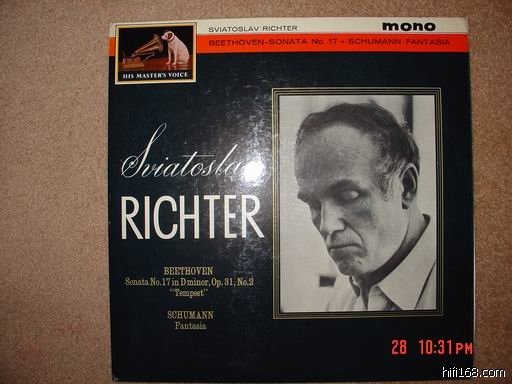 SVIATOSLAV RICHTER
mono
BEETHOVEN-SONATA No. 17 • SCHUMANN FANTASIA
HIS MASTER'S VOICE
Sviatoslav
RICHTER
BEETHOVEN
Sonata No.17 in D minor, Op. 31, No.2
"Tempest"
SCHUMANN
Fantasia
28 10:31PM
hifi168.com